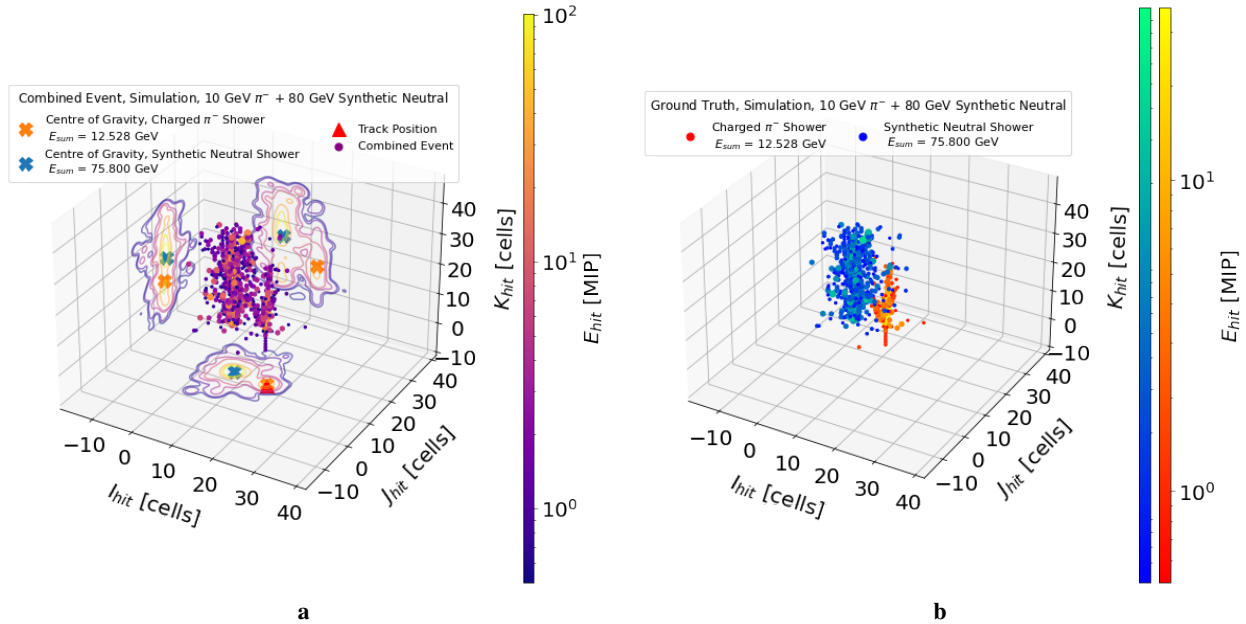 Combined Event, Simulation, 10 GeV π⁻ + 80 GeV Synthetic Neutral
Centre of Gravity, Charged π⁻ Shower
E_sum = 12.528 GeV
Centre of Gravity, Synthetic Neutral Shower
E_sum = 75.800 GeV
Track Position
Combined Event
40
30
20
10
0
−10
K_hit [cells]
40
30
20
10
0
−10
J_hit [cells]
−10
0
10
20
30
40
I_hit [cells]
10²
10¹
10⁰
E_hit [MIP]
a
Ground Truth, Simulation, 10 GeV π⁻ + 80 GeV Synthetic Neutral
Charged π⁻ Shower
E_sum = 12.528 GeV
Synthetic Neutral Shower
E_sum = 75.800 GeV
40
30
20
10
0
−10
K_hit [cells]
40
30
20
10
0
−10
J_hit [cells]
−10
0
10
20
30
40
I_hit [cells]
10¹
10⁰
E_hit [MIP]
b